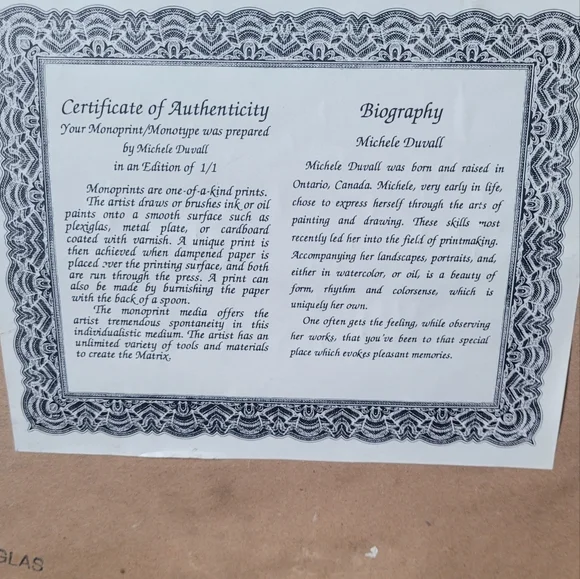 Certificate of Authenticity
Your Monoprint/Monotype was prepared
by Michele Duvall
in an Edition of 1/1
Monoprints are one-of-a-kind prints.
The artist draws or brushes ink or oil
paints onto a smooth surface such as
plexiglas, metal plate, or cardboard
coated with varnish. A unique print is
then achieved when dampened paper is
placed over the printing surface, and both
are run through the press. A print can
also be made by burnishing the paper
with the back of a spoon.
The monoprint media offers the
artist tremendous spontaneity in this
individualistic medium. The artist has an
unlimited variety of tools and materials
to create the Matrix.
Biography
Michele Duvall
Michele Duvall was born and raised in
Ontario, Canada. Michele, very early in life,
chose to express herself through the arts of
painting and drawing. These skills most
recently led her into the field of printmaking.
Accompanying her landscapes, portraits, and,
either in watercolor, or oil, is a beauty of
form, rhythm and colorsense, which is
uniquely her own.
One often gets the feeling, while observing
her works, that you've been to that special
place which evokes pleasant memories.
GLAS